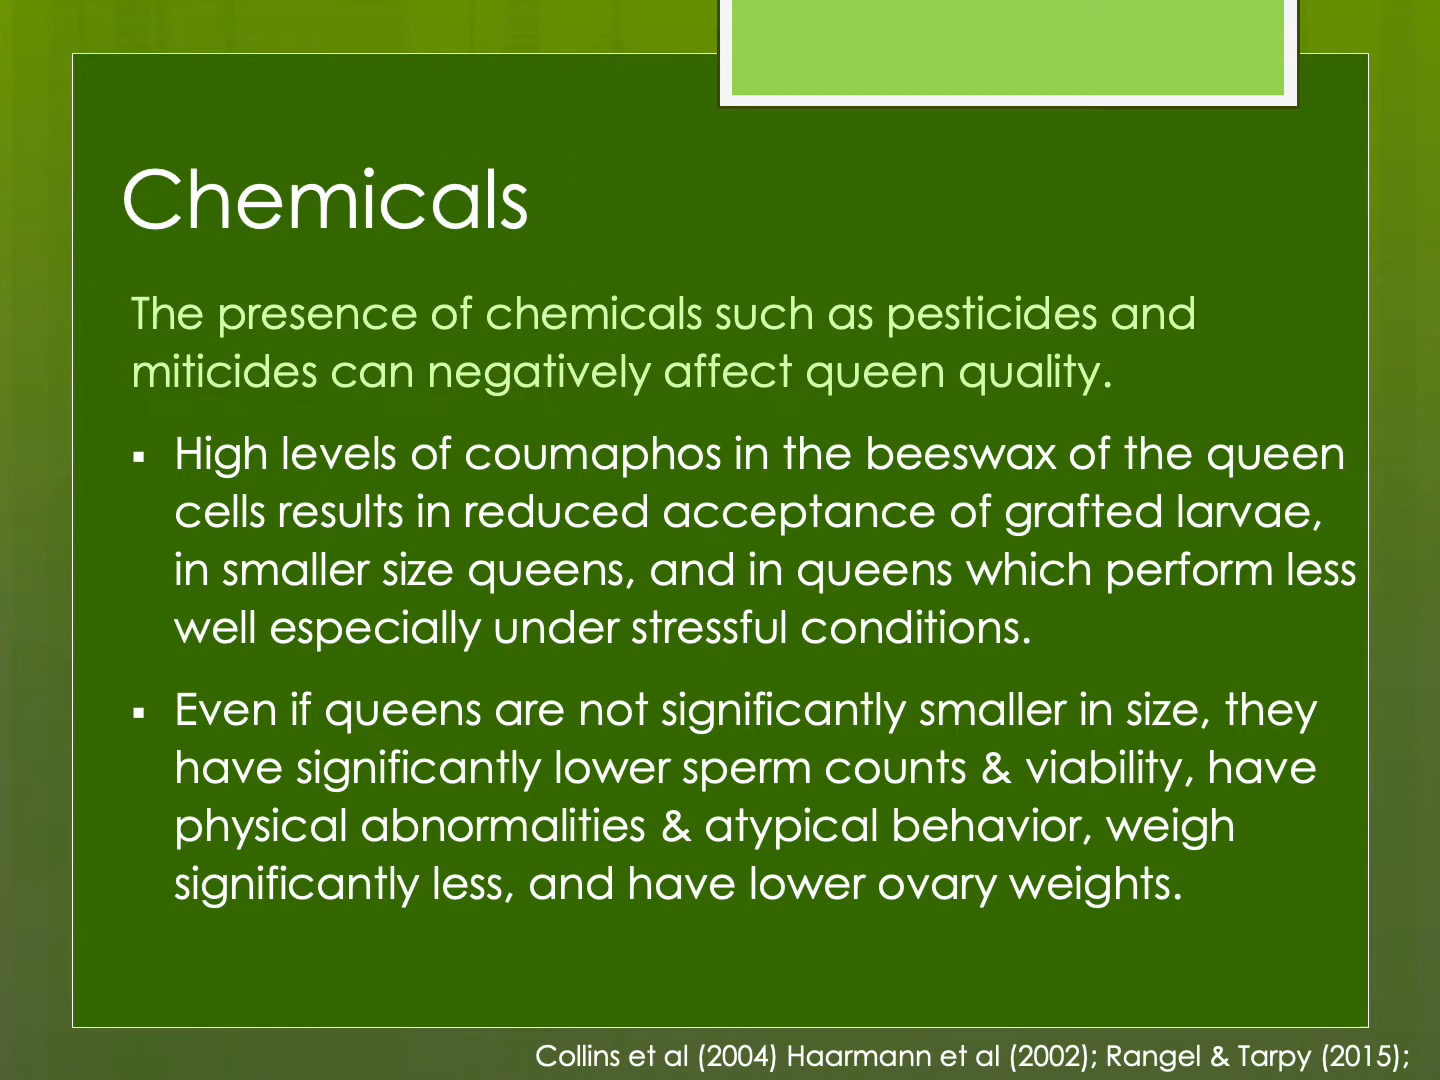 Chemicals
The presence of chemicals such as pesticides and
miticides can negatively affect queen quality.
▪ High levels of coumaphos in the beeswax of the queen
cells results in reduced acceptance of grafted larvae,
in smaller size queens, and in queens which perform less
well especially under stressful conditions.
▪ Even if queens are not significantly smaller in size, they
have significantly lower sperm counts & viability, have
physical abnormalities & atypical behavior, weigh
significantly less, and have lower ovary weights.
Collins et al (2004) Haarmann et al (2002); Rangel & Tarpy (2015);